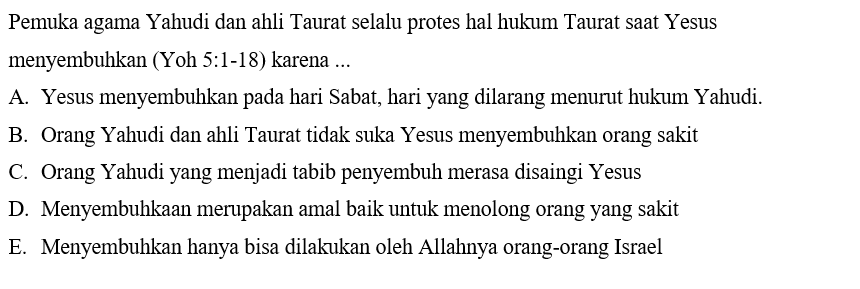 Pemuka agama Yahudi dan ahli Taurat selalu protes hal hukum Taurat saat Yesus
menyembuhkan (Yoh 5:1-18) karena ...
A. Yesus menyembuhkan pada hari Sabat, hari yang dilarang menurut hukum Yahudi.
B. Orang Yahudi dan ahli Taurat tidak suka Yesus menyembuhkan orang sakit
C. Orang Yahudi yang menjadi tabib penyembuh merasa disaingi Yesus
D. Menyembuhkaan merupakan amal baik untuk menolong orang yang sakit
E. Menyembuhkan hanya bisa dilakukan oleh Allahnya orang-orang Israel